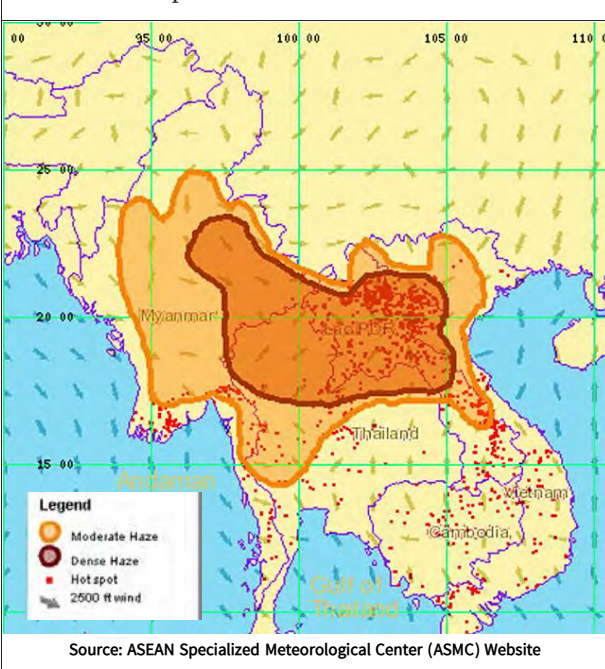 00 95 00 100 00 105 00 110 0
25 00
20 00
Myanmar
Lao PDR
Thailand
15 00
Andaman
Vietnam
Cambodia
Gulf of
Thailand
Legend
Moderate Haze
Dense Haze
Hot spot
2500 ft wind
Source: ASEAN Specialized Meteorological Center (ASMC) Website